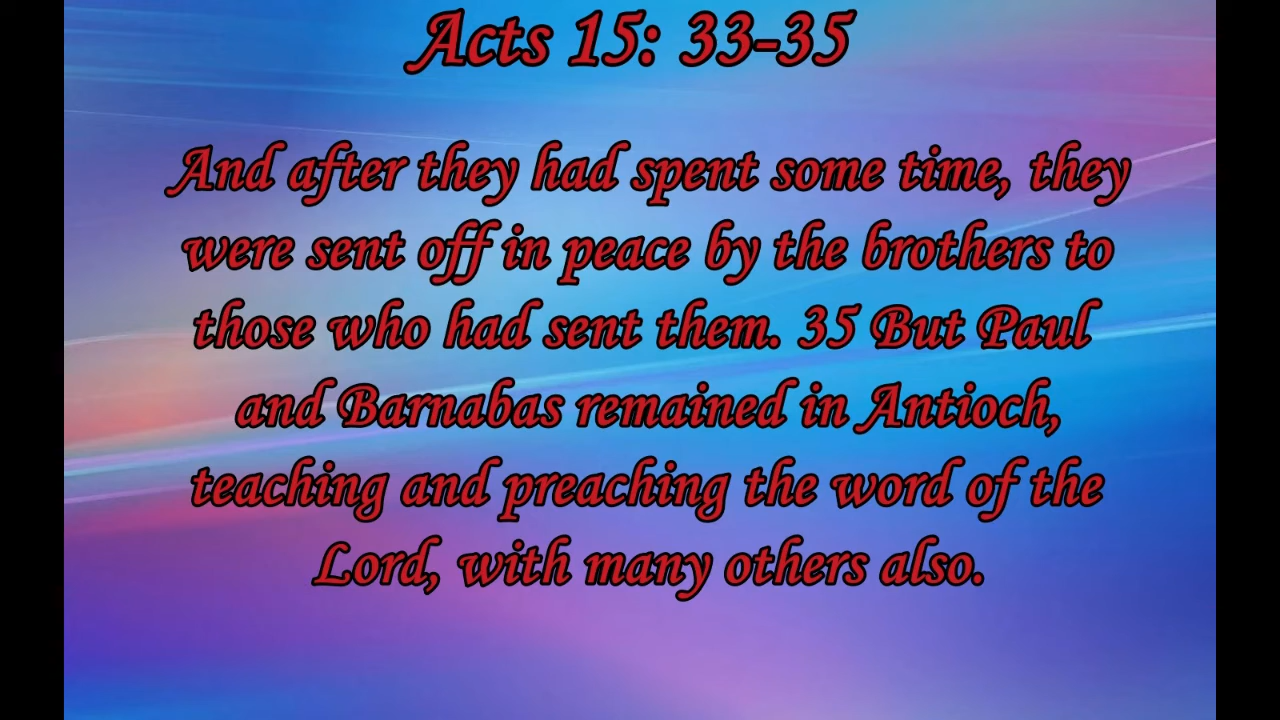 Acts 15: 33-35
And after they had spent some time, they
were sent off in peace by the brothers to
those who had sent them. 35 But Paul
and Barnabas remained in Antioch,
teaching and preaching the word of the
Lord, with many others also.